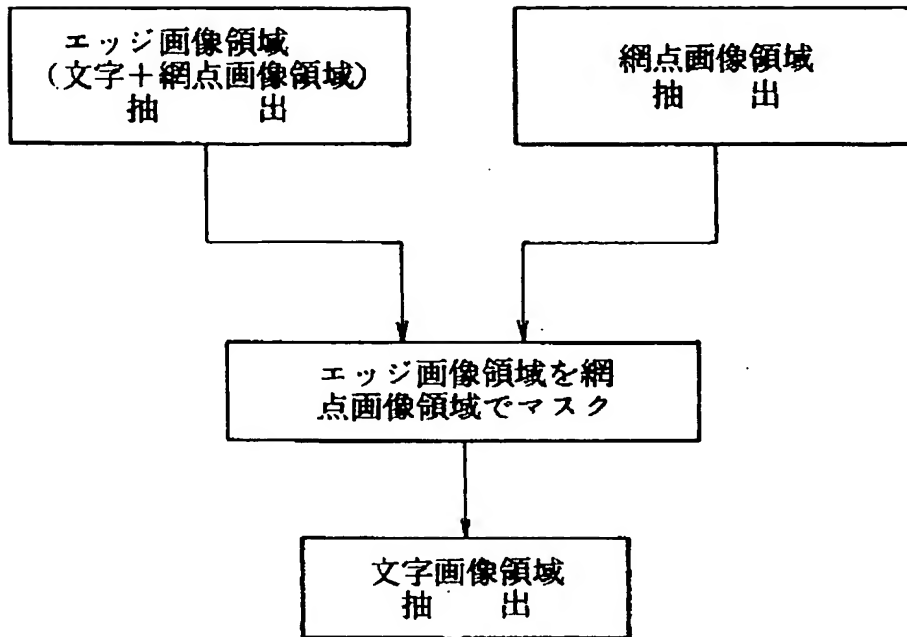 エッジ画像領域
(文字+網点画像領域)
抽 出
網点画像領域
抽 出
エッジ画像領域を網
点画像領域でマスク
文字画像領域
抽 出